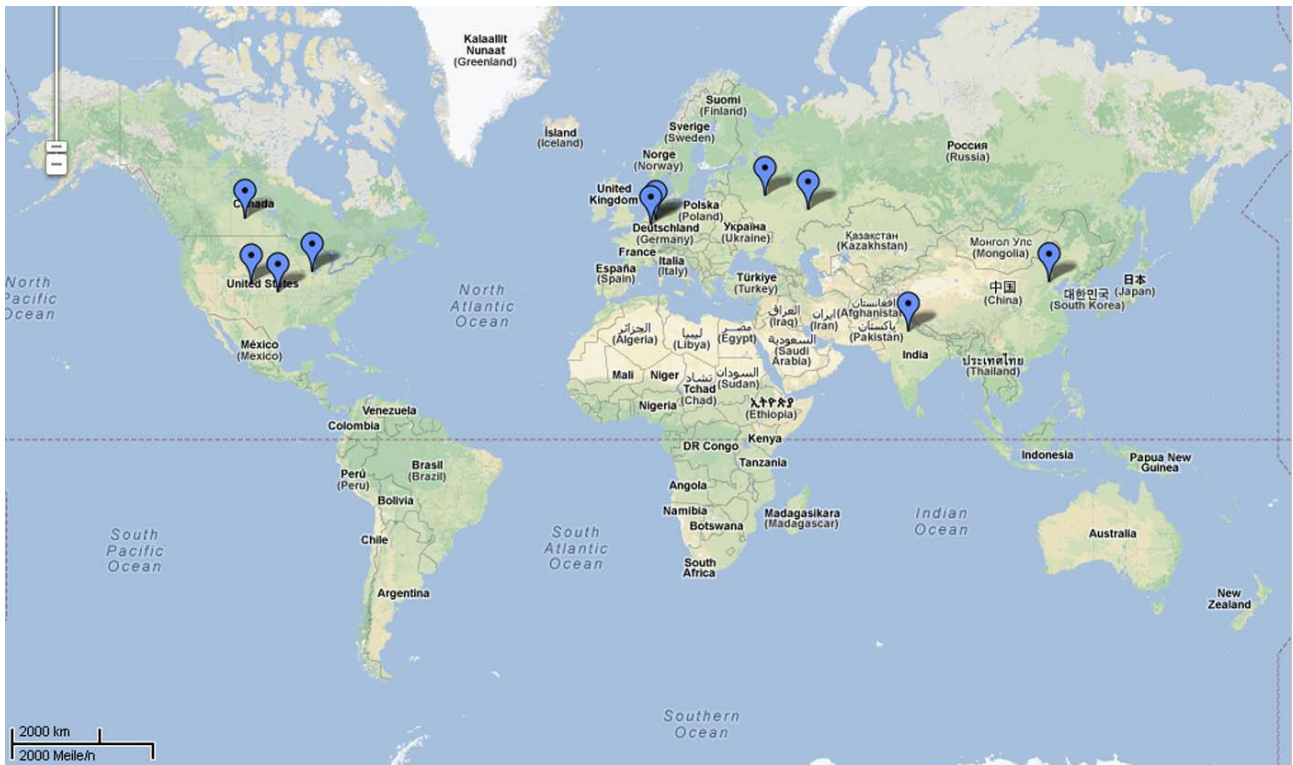 Kalaallit
Nunaat
(Greenland)
Suomi
(Finland)
Ísland
(Iceland)
Sverige
(Sweden)
Россия
(Russia)
Norge
(Norway)
United
Kingdom
Polska
(Poland)
Canada
Deutschland
(Germany)
Україна
(Ukraine)
Қазақстан
(Kazakhstan)
Монгол Улс
(Mongolia)
France
Italia
(Italy)
España
(Spain)
Türkiye
(Turkey)
United States
North
Pacific
Ocean
North
Atlantic
Ocean
中国
(China)
日本
(Japan)
대한민국
(South Korea)
افغانستان
(Afghanistan)
العراق
(Iraq)
ایران
(Iran)
پاکستان
(Pakistan)
الجزائر
(Algeria)
ليبيا
(Libya)
مصر
(Egypt)
السعودية
(Saudi
Arabia)
México
(Mexico)
India
ประเทศไทย
(Thailand)
Mali
Niger
تشاد
Tchad
(Chad)
السودان
(Sudan)
Nigeria
ኢትዮጵያ
(Ethiopia)
Venezuela
Colombia
DR Congo
Kenya
Tanzania
Indonesia
Papua New
Guinea
Perú
(Peru)
Brasil
(Brazil)
Angola
Bolivia
Namibia
Botswana
Madagasikara
(Madagascar)
Indian
Ocean
South
Pacific
Ocean
South
Atlantic
Ocean
Chile
Australia
South
Africa
Argentina
New
Zealand
Southern
Ocean
2000 km
2000 Meile/n